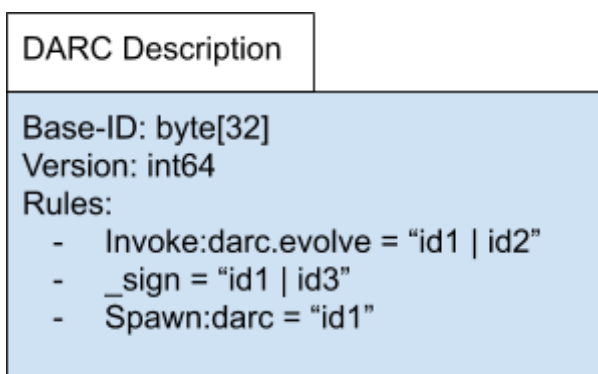 DARC Description
Base-ID: byte[32]
Version: int64
Rules:
- Invoke:darc.evolve = “id1 | id2”
- _sign = “id1 | id3”
- Spawn:darc = “id1”